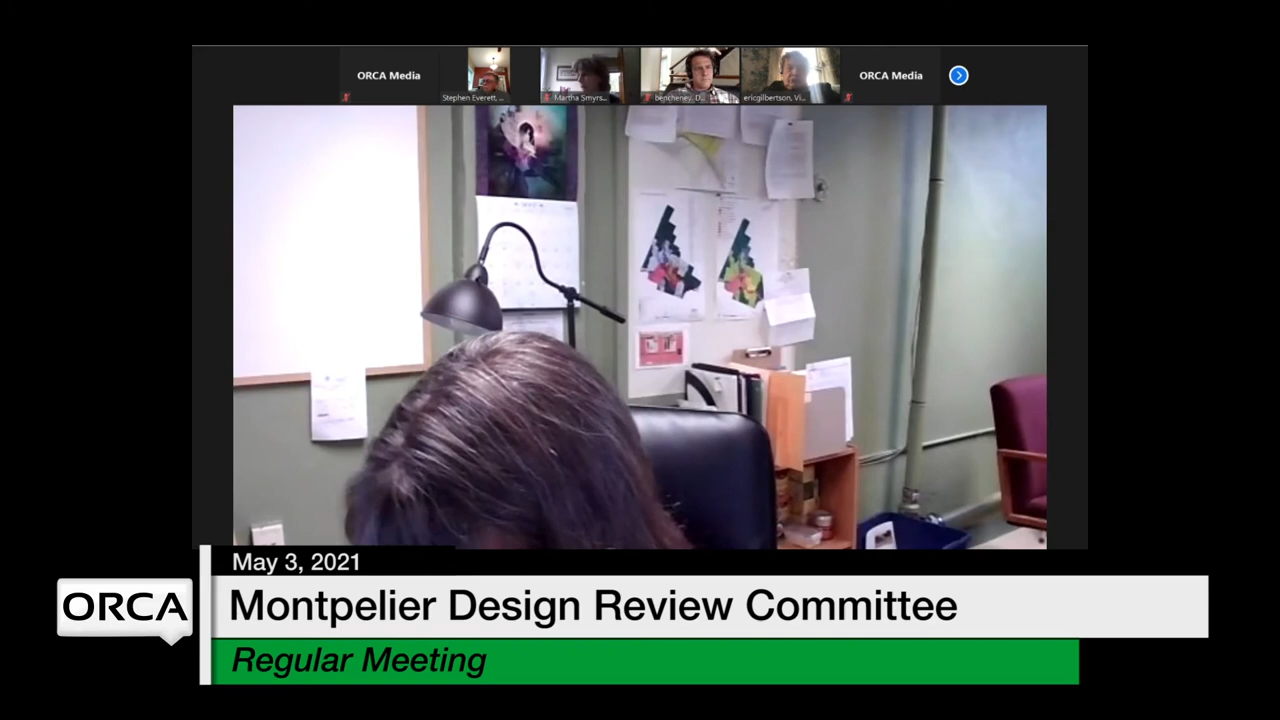 ORCA Media
ORCA Media
Stephen Everett, ...
Martha Smyrs...
bencheney, D...
ericgilbertson, Vi...
May 3, 2021
ORCA
Montpelier Design Review Committee
Regular Meeting